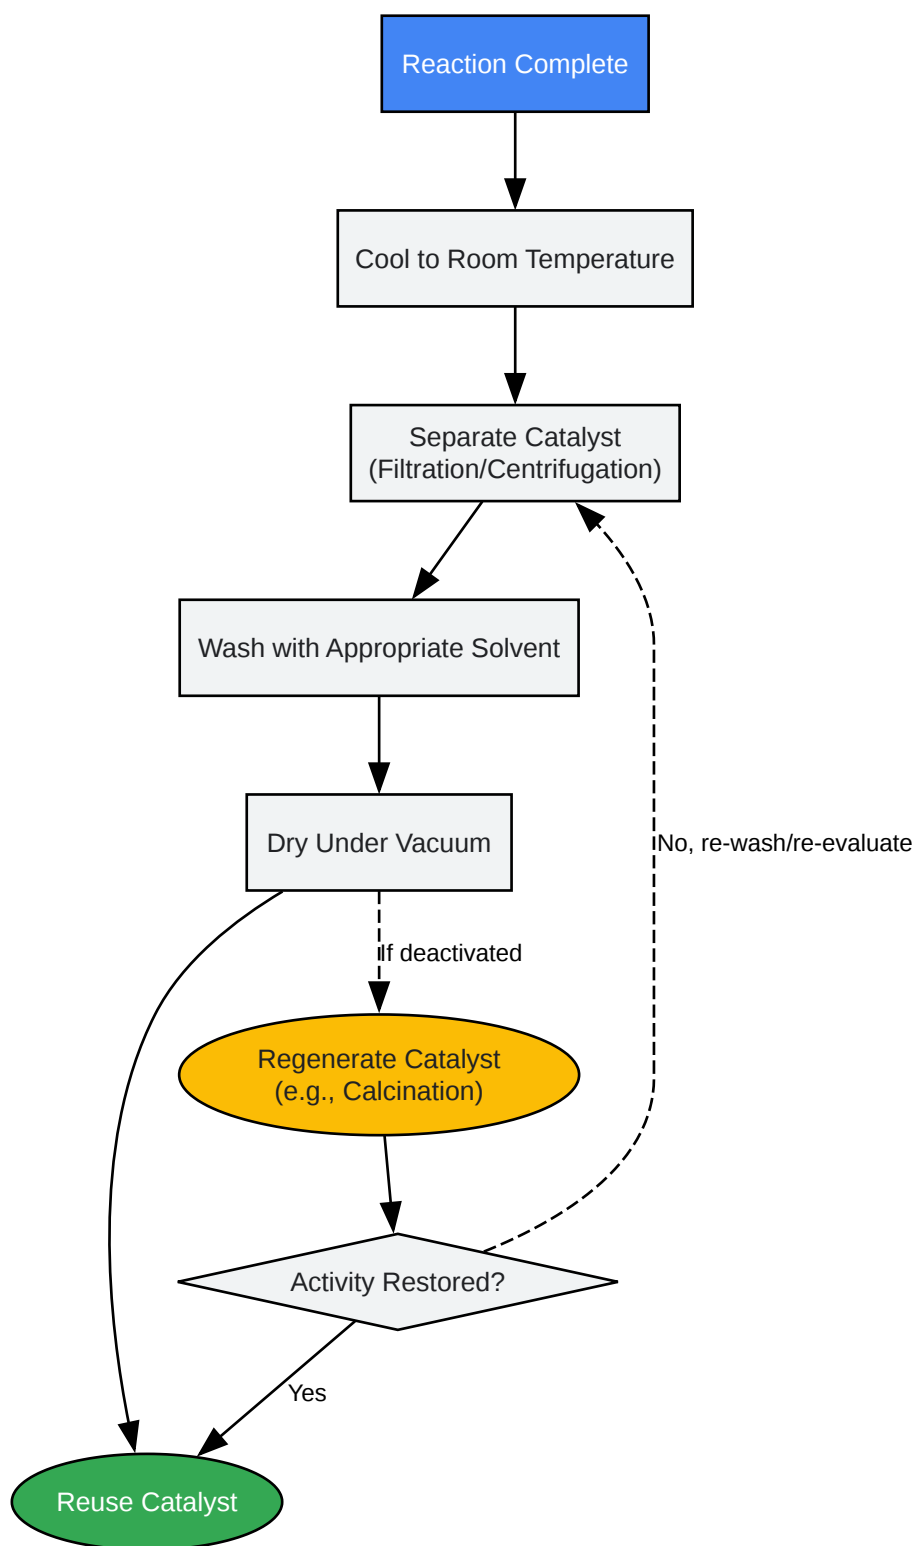 Reaction Complete
Cool to Room Temperature
Separate Catalyst
(Filtration/Centrifugation)
Wash with Appropriate Solvent
Dry Under Vacuum
No, re-wash/re-evaluate
If deactivated
Regenerate Catalyst
(e.g., Calcination)
Activity Restored?
Yes
Reuse Catalyst